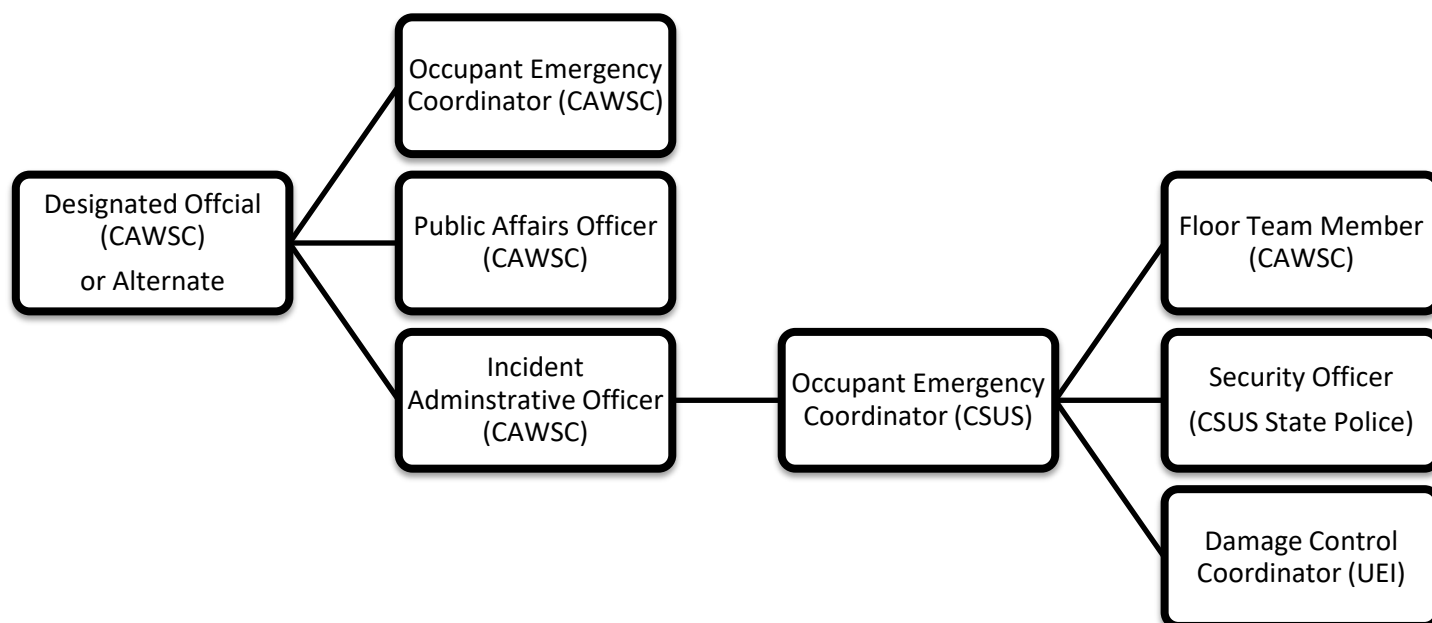 Occupant Emergency
Coordinator (CAWSC)
Designated Offcial
(CAWSC)
or Alternate
Public Affairs Officer
(CAWSC)
Incident
Adminstrative Officer
(CAWSC)
Occupant Emergency
Coordinator (CSUS)
Floor Team Member
(CAWSC)
Security Officer
(CSUS State Police)
Damage Control
Coordinator (UEI)